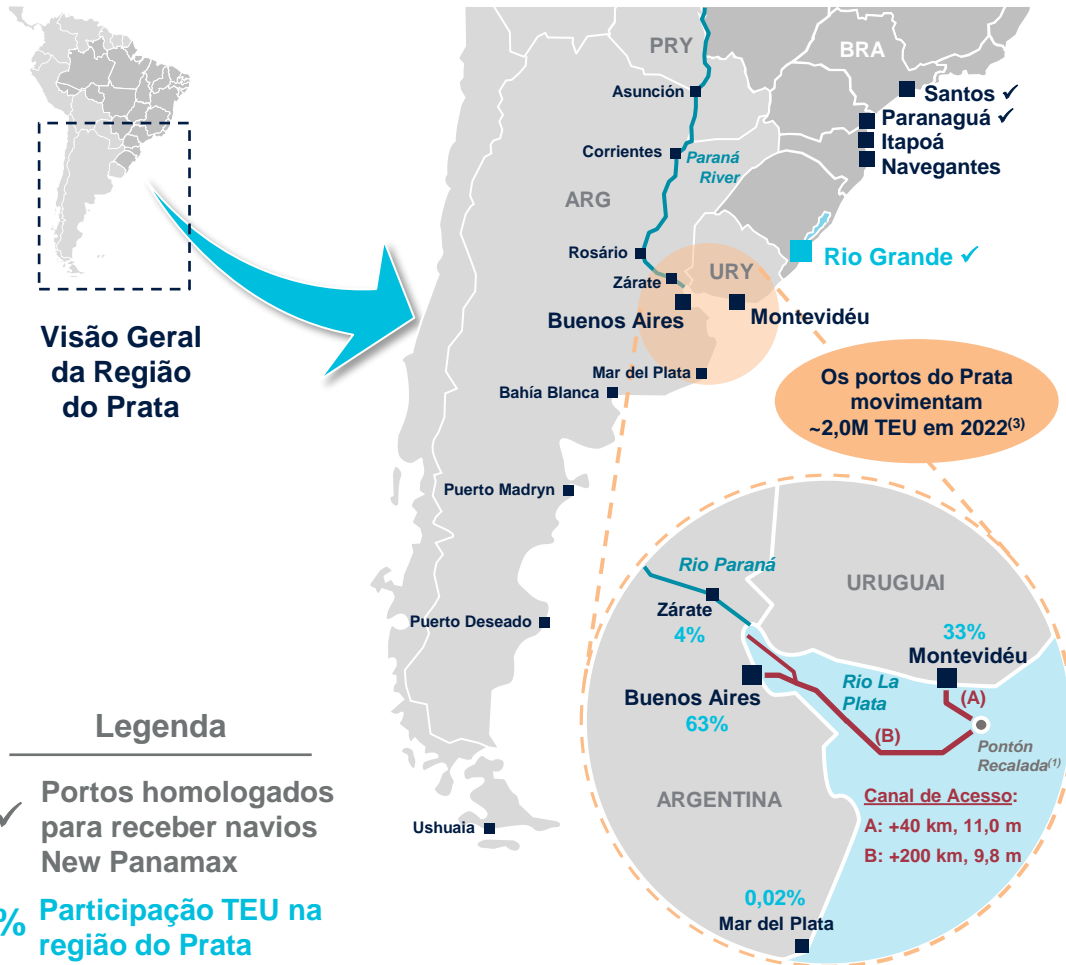 PRY
BRA
Asunción
Santos ✓
Paranaguá ✓
Itapoá
Navegantes
Corrientes
Paraná
River
ARG
Rosário
Zárate
URY
Rio Grande ✓
Buenos Aires
Montevidéu
Visão Geral
da Região
do Prata
Mar del Plata
Bahía Blanca
Os portos do Prata
movimentam
~2,0M TEU em 2022(3)
Puerto Madryn
Puerto Deseado
Ushuaia
Rio Paraná
URUGUAI
Zárate
4%
33%
Montevidéu
Buenos Aires
63%
Rio La
Plata
(A)
(B)
Pontón
Recalada(1)
ARGENTINA
Canal de Acesso:
A: +40 km, 11,0 m
B: +200 km, 9,8 m
0,02%
Mar del Plata
Legenda
✓ Portos homologados
para receber navios
New Panamax
% Participação TEU na
região do Prata